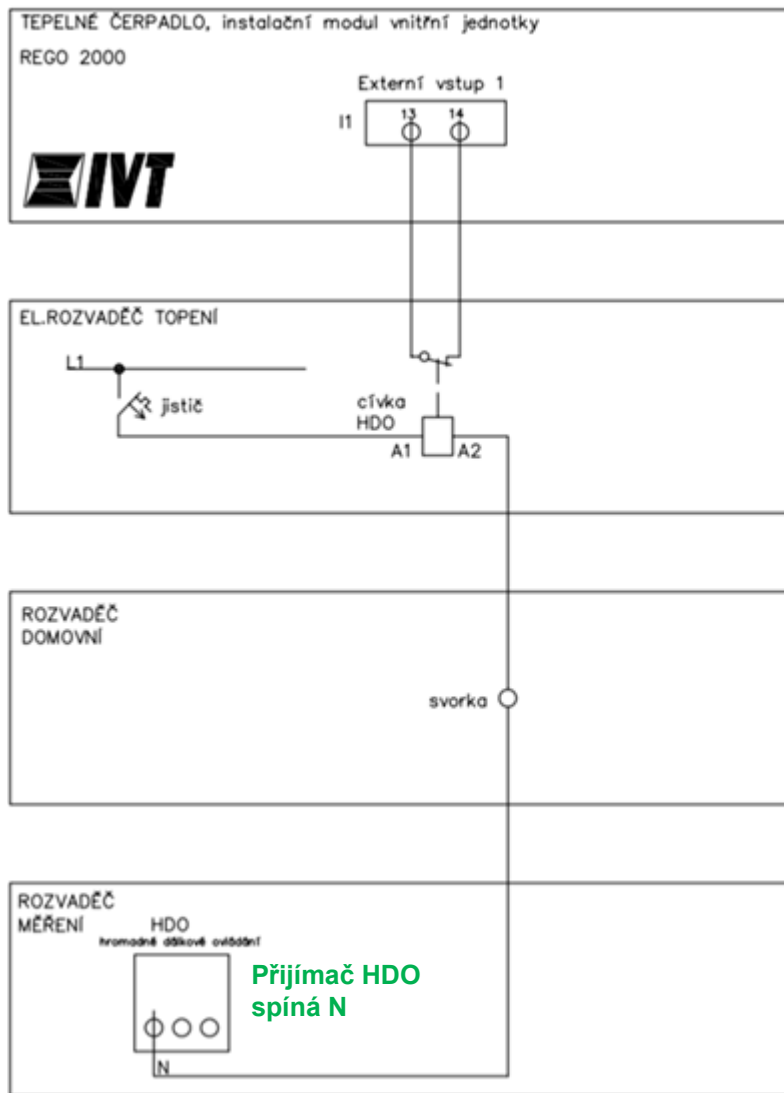 TEPELNÉ ČERPADLO, instalační modul vnitřní jednotky
REGO 2000
Externí vstup 1
I1
13 14
IVT
EL.ROZVADĚČ TOPENÍ
L1
jistič
cívka
HDO
A1 A2
ROZVADĚČ
DOMOVNÍ
svorka
ROZVADĚČ
MĚŘENÍ
HDO
hromadné dálkové ovládání
Přijímač HDO
spíná N
N